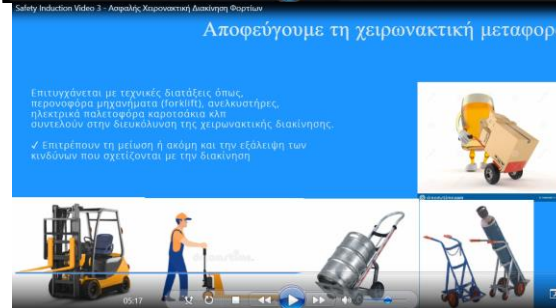 Safety Induction Video 3 - Ασφαλής Χειρονακτική Διακίνηση Φορτίων
Αποφεύγουμε τη χειρωνακτική μεταφορ
Επιτυγχάνεται με τεχνικές διατάξεις όπως,
περονοφόρα μηχανήματα (forklift), ανελκυστήρες,
ηλεκτρικά παλετοφόρα καροτσάκια κλπ
συντελούν στην διευκόλυνση της χειρωνακτικής διακίνησης.
✓ Επιτρέπουν τη μείωση ή ακόμη και την εξάλειψη των
κινδύνων που σχετίζονται με την διακίνηση
05:17